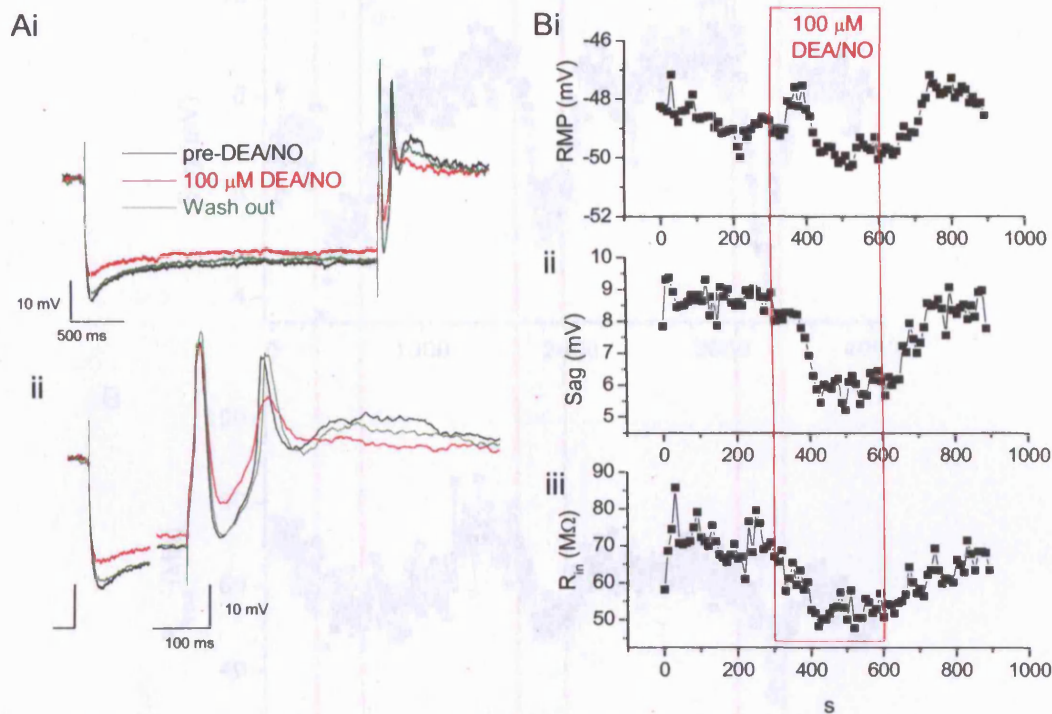 Ai
pre-DEA/NO
100 µM DEA/NO
Wash out
10 mV
500 ms
ii
10 mV
100 ms
Bi
100 µM
DEA/NO
-46
-48
-50
-52
RMP (mV)
0 200 400 600 800 1000
ii
10
9
8
7
6
5
Sag (mV)
0 200 400 600 800 1000
iii
90
80
70
60
50
R in (MΩ)
0 200 400 600 800 1000
s